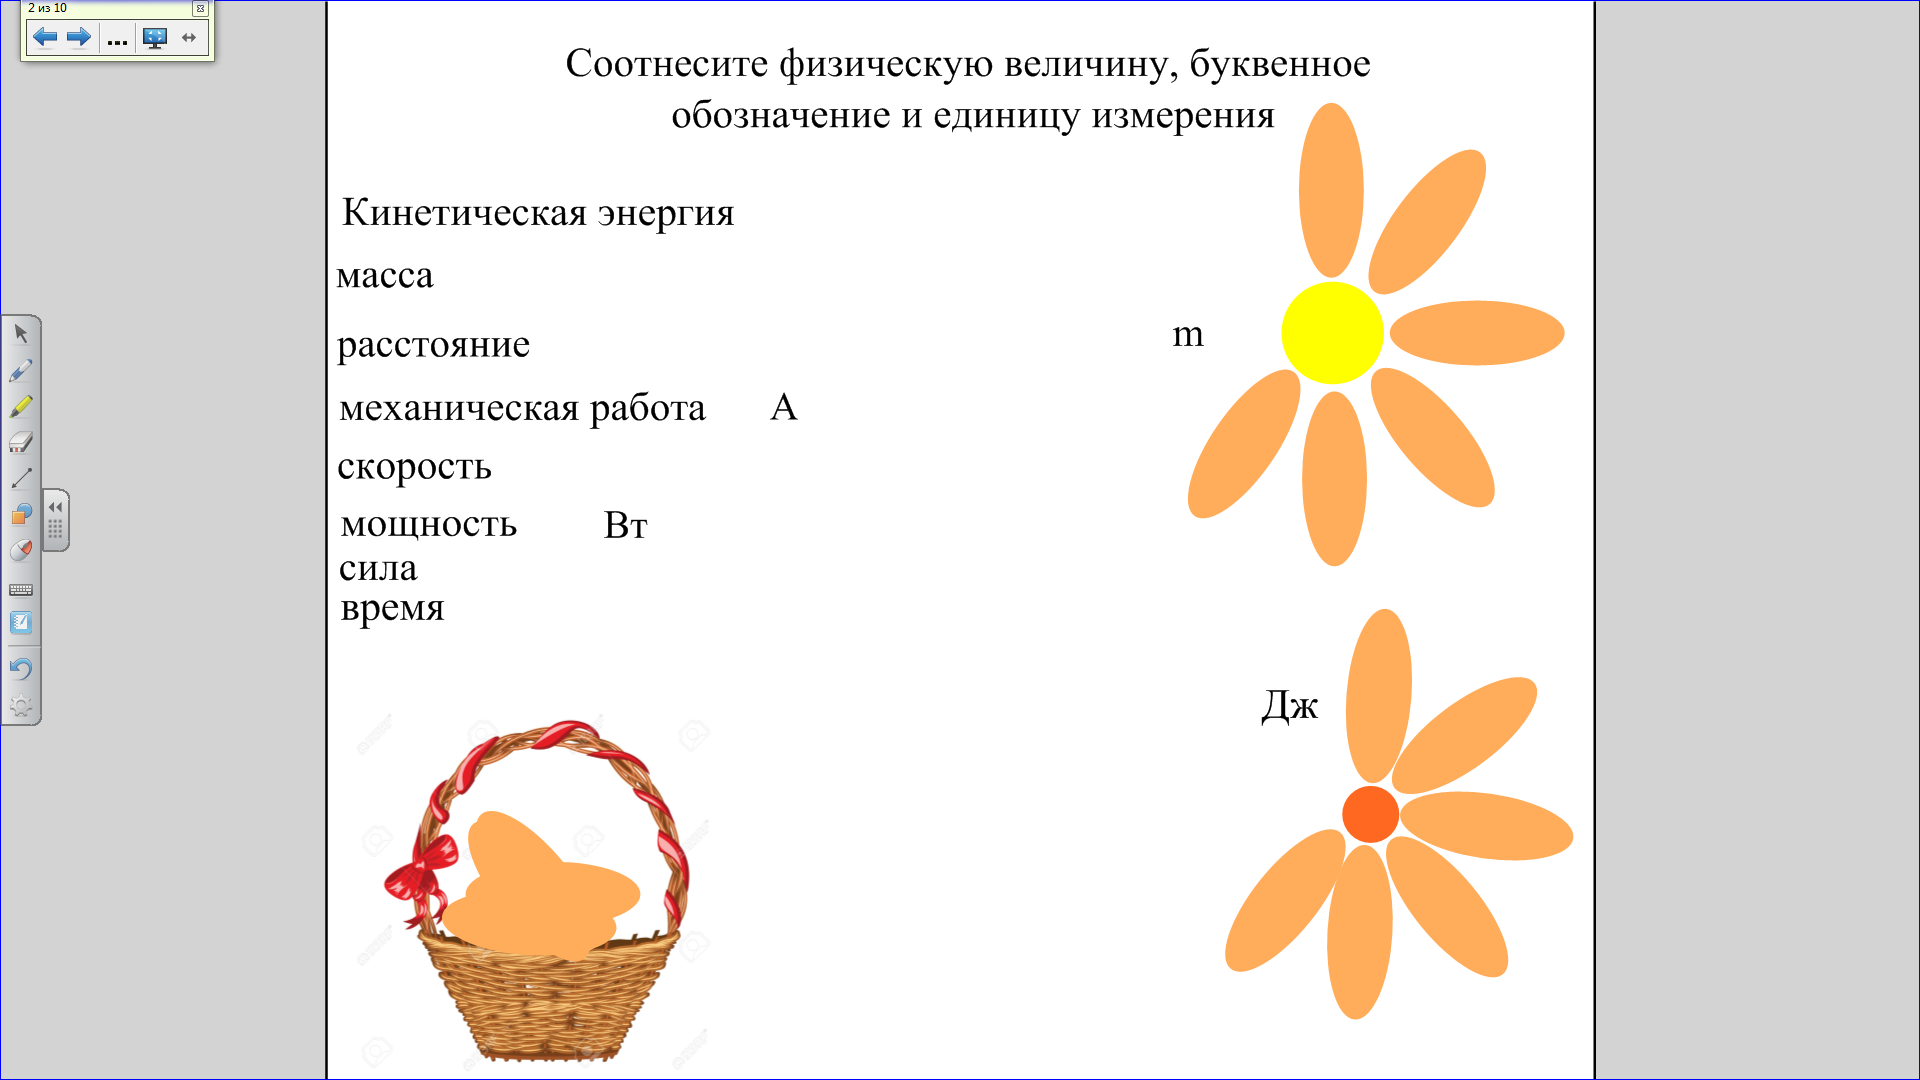 2 из 10
Соотнесите физическую величину, буквенное
обозначение и единицу измерения
Кинетическая энергия
масса
расстояние
m
механическая работа A
скорость
мощность Вт
сила
время
Дж